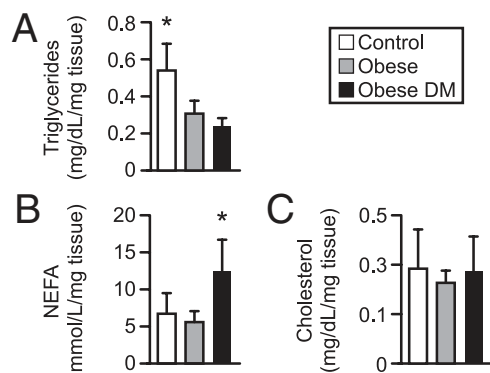 A
Triglycerides
(mg/dL/mg tissue)
0.8
0.6
0.4
0.2
0
*
Control
Obese
Obese DM
B
NEFA
mmol/L/mg tissue)
20
15
10
5
0
*
C
Cholesterol
(mg/dL/mg tissue)
0.5
0.3
0.1
0